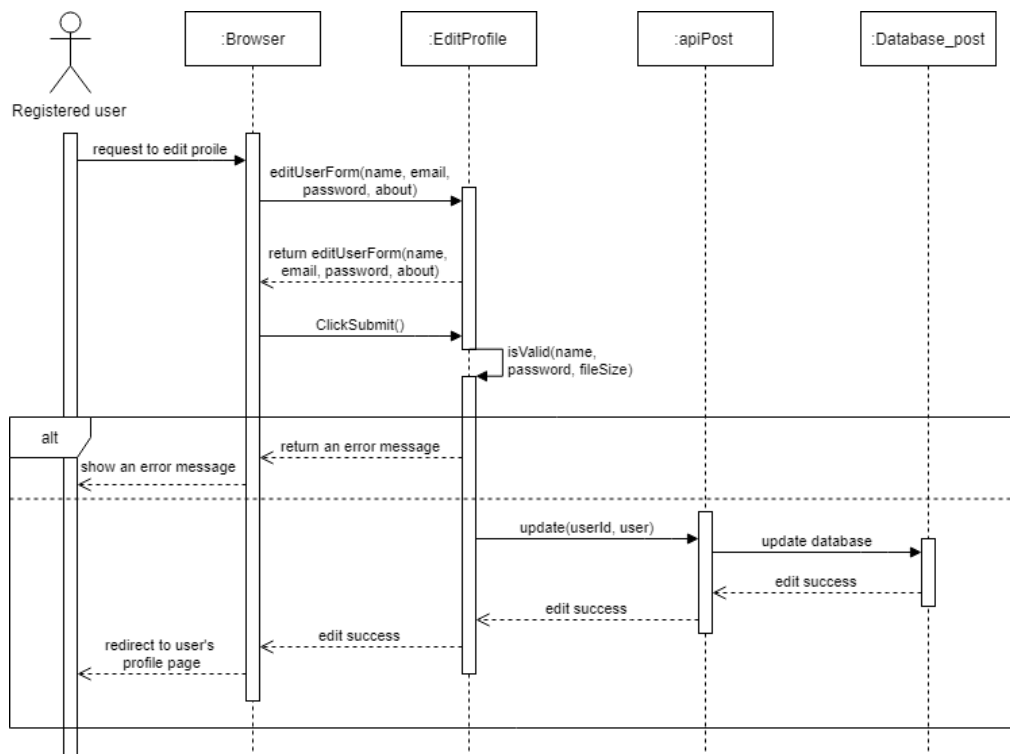 :Browser
:EditProfile
:apiPost
:Database_post
Registered user
request to edit proile
editUserForm(name, email,
password, about)
return editUserForm(name,
email, password, about)
ClickSubmit()
isValid(name,
password, fileSize)
alt
return an error message
show an error message
update(userId, user)
update database
edit success
edit success
edit success
redirect to user's
profile page